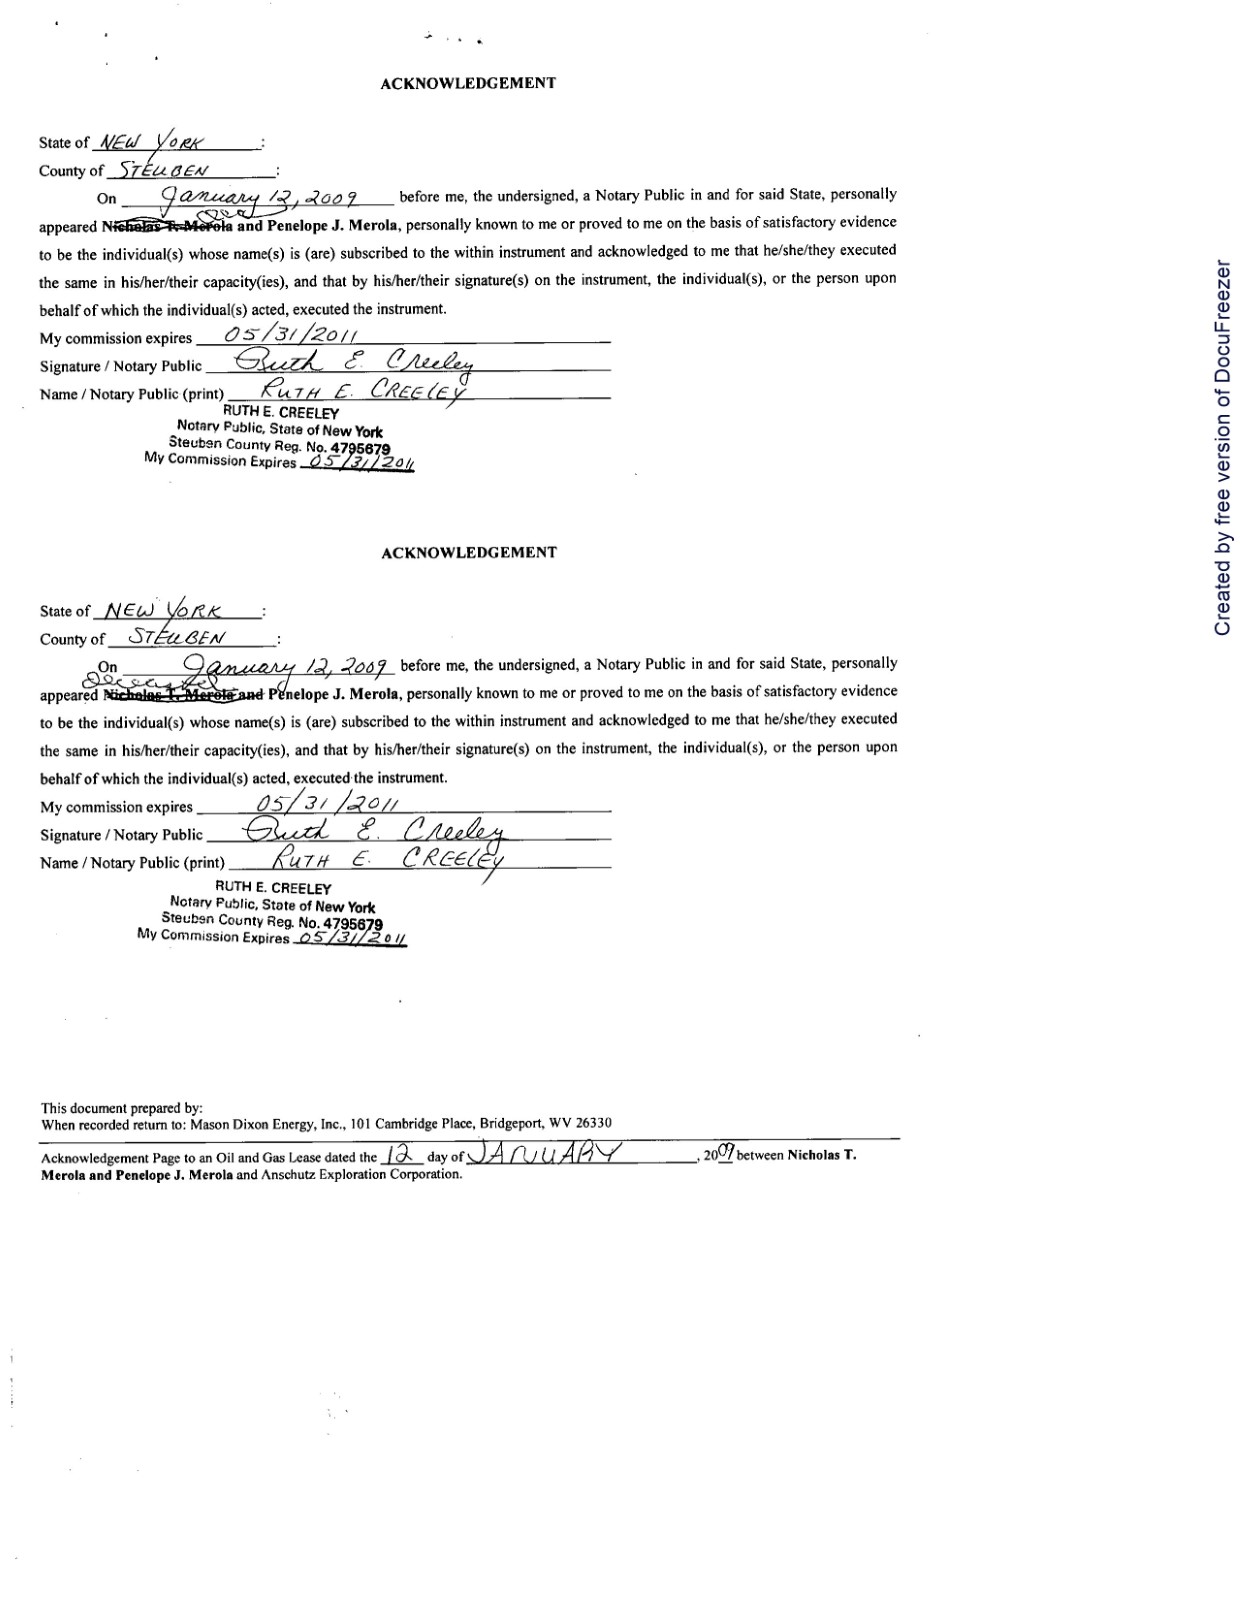 ACKNOWLEDGEMENT
State of NEW YORK :
County of STEUBEN :
On January 12, 2009 before me, the undersigned, a Notary Public in and for said State, personally
appeared Nicholas T. Merola and Penelope J. Merola, personally known to me or proved to me on the basis of satisfactory evidence
to be the individual(s) whose name(s) is (are) subscribed to the within instrument and acknowledged to me that he/she/they executed
the same in his/her/their capacity(ies), and that by his/her/their signature(s) on the instrument, the individual(s), or the person upon
behalf of which the individual(s) acted, executed the instrument.
My commission expires 05/31/2011
Signature / Notary Public Ruth E. Creeley
Name / Notary Public (print) RUTH E. CREELEY
RUTH E. CREELEY
Notary Public, State of New York
Steuben County Reg. No. 4795679
My Commission Expires 05/31/2011
ACKNOWLEDGEMENT
State of NEW YORK :
County of STEUBEN :
On January 12, 2009 before me, the undersigned, a Notary Public in and for said State, personally
Deceased
appeared Nicholas T. Merola and Penelope J. Merola, personally known to me or proved to me on the basis of satisfactory evidence
to be the individual(s) whose name(s) is (are) subscribed to the within instrument and acknowledged to me that he/she/they executed
the same in his/her/their capacity(ies), and that by his/her/their signature(s) on the instrument, the individual(s), or the person upon
behalf of which the individual(s) acted, executed the instrument.
My commission expires 05/31/2011
Signature / Notary Public Ruth E. Creeley
Name / Notary Public (print) RUTH E. CREELEY
RUTH E. CREELEY
Notary Public, State of New York
Steuben County Reg. No. 4795679
My Commission Expires 05/31/2011
This document prepared by:
When recorded return to: Mason Dixon Energy, Inc., 101 Cambridge Place, Bridgeport, WV 26330
Acknowledgement Page to an Oil and Gas Lease dated the 12 day of JANUARY, 2009 between Nicholas T.
Merola and Penelope J. Merola and Anschutz Exploration Corporation.
Created by free version of DocuFreezer